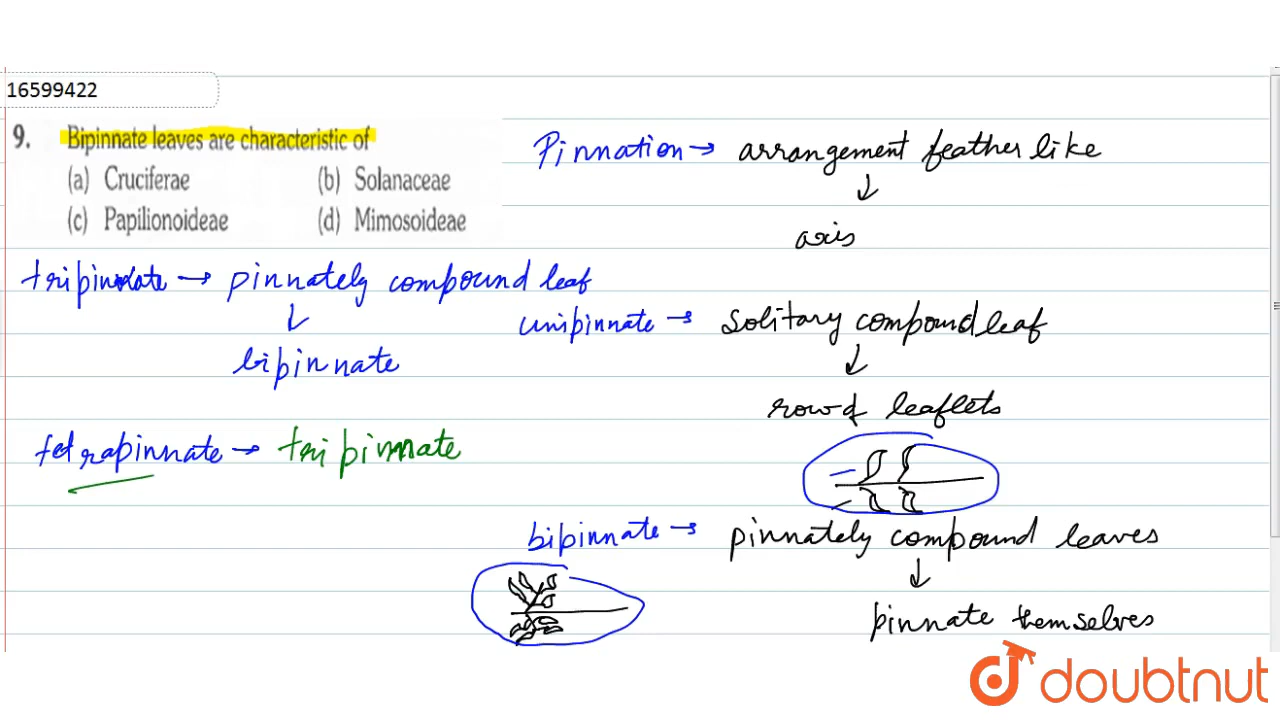 16599422
9. Bipinnate leaves are characteristic of
(a) Cruciferae (b) Solanaceae
(c) Papilionoideae (d) Mimosoideae
Pinnation → arrangement feather like
↓
axis
tripinnate → pinnately compound leaf
↓
bipinnate
unipinnate → solitary compound leaf
↓
row of leaflets
tetrapinnate → tripinnate
bipinnate → pinnately compound leaves
↓
pinnate themselves
doubtnut